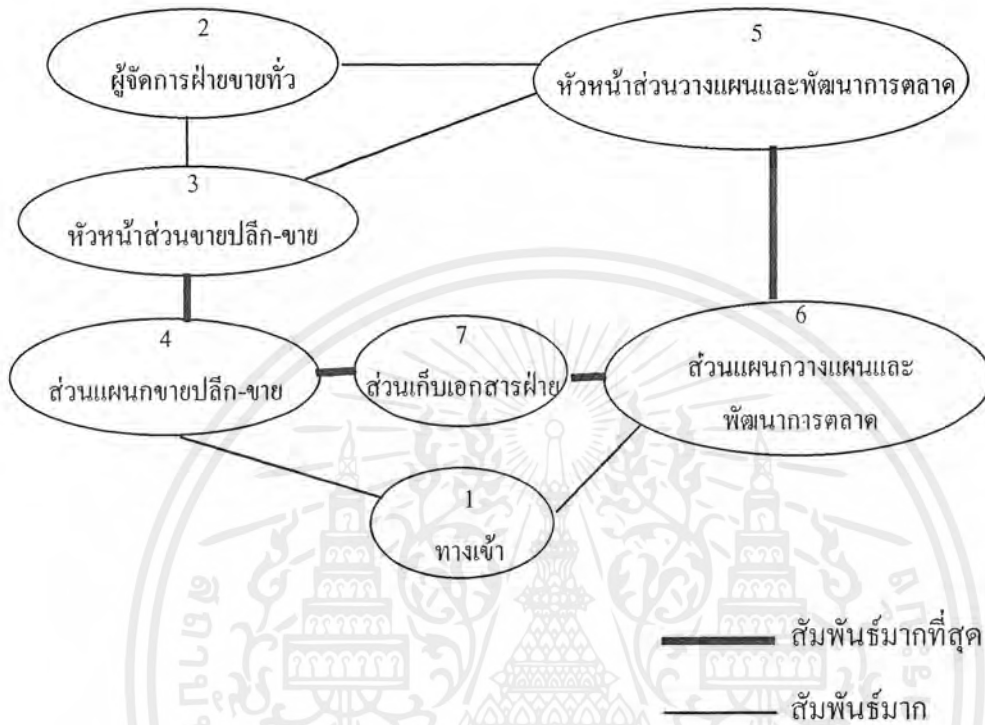 2
ผู้จัดการฝ่ายขายทั่ว
5
หัวหน้าส่วนวางแผนและพัฒนาการตลาด
3
หัวหน้าส่วนขายปลีก-ขาย
4
ส่วนแผนกขายปลีก-ขาย
7
ส่วนเก็บเอกสารฝ่าย
6
ส่วนแผนกวางแผนและ
พัฒนาการตลาด
1
ทางเข้า
สัมพันธ์มากที่สุด
สัมพันธ์มาก